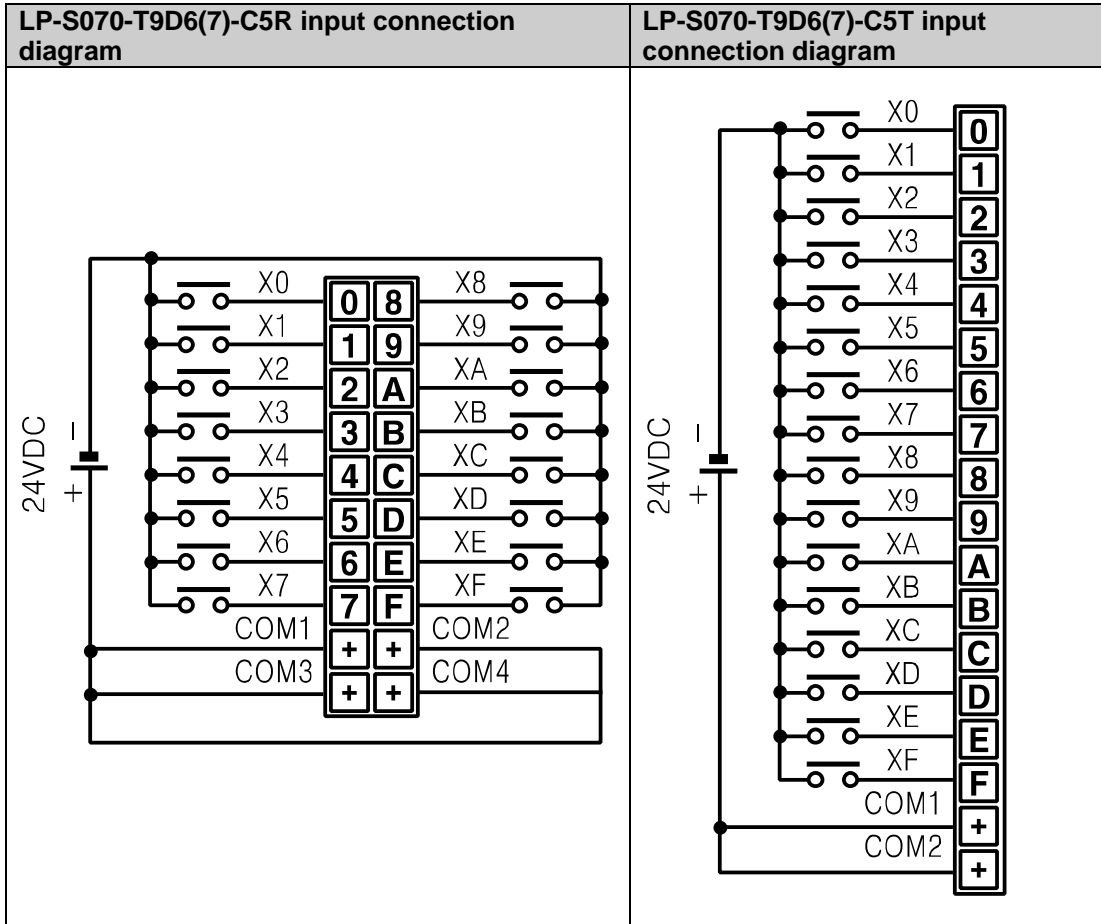 LP-S070-T9D6(7)-C5R input connection
diagram
LP-S070-T9D6(7)-C5T input
connection diagram
24VDC
−
+
X0 0 8 X8
X1 1 9 X9
X2 2 A XA
X3 3 B XB
X4 4 C XC
X5 5 D XD
X6 6 E XE
X7 7 F XF
COM1 + + COM2
COM3 + + COM4
24VDC
−
+
X0 0
X1 1
X2 2
X3 3
X4 4
X5 5
X6 6
X7 7
X8 8
X9 9
XA A
XB B
XC C
XD D
XE E
XF F
COM1 +
COM2 +